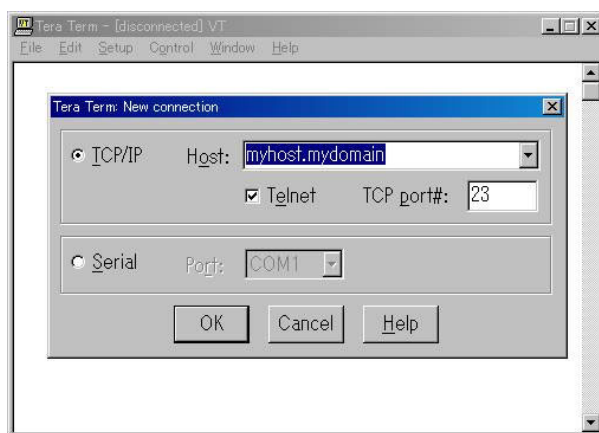 Tera Term - [disconnected] VT
File Edit Setup Control Window Help
Tera Term: New connection
TCP/IP Host: myhost.mydomain
Telnet TCP port#: 23
Serial Port: COM1
OK Cancel Help